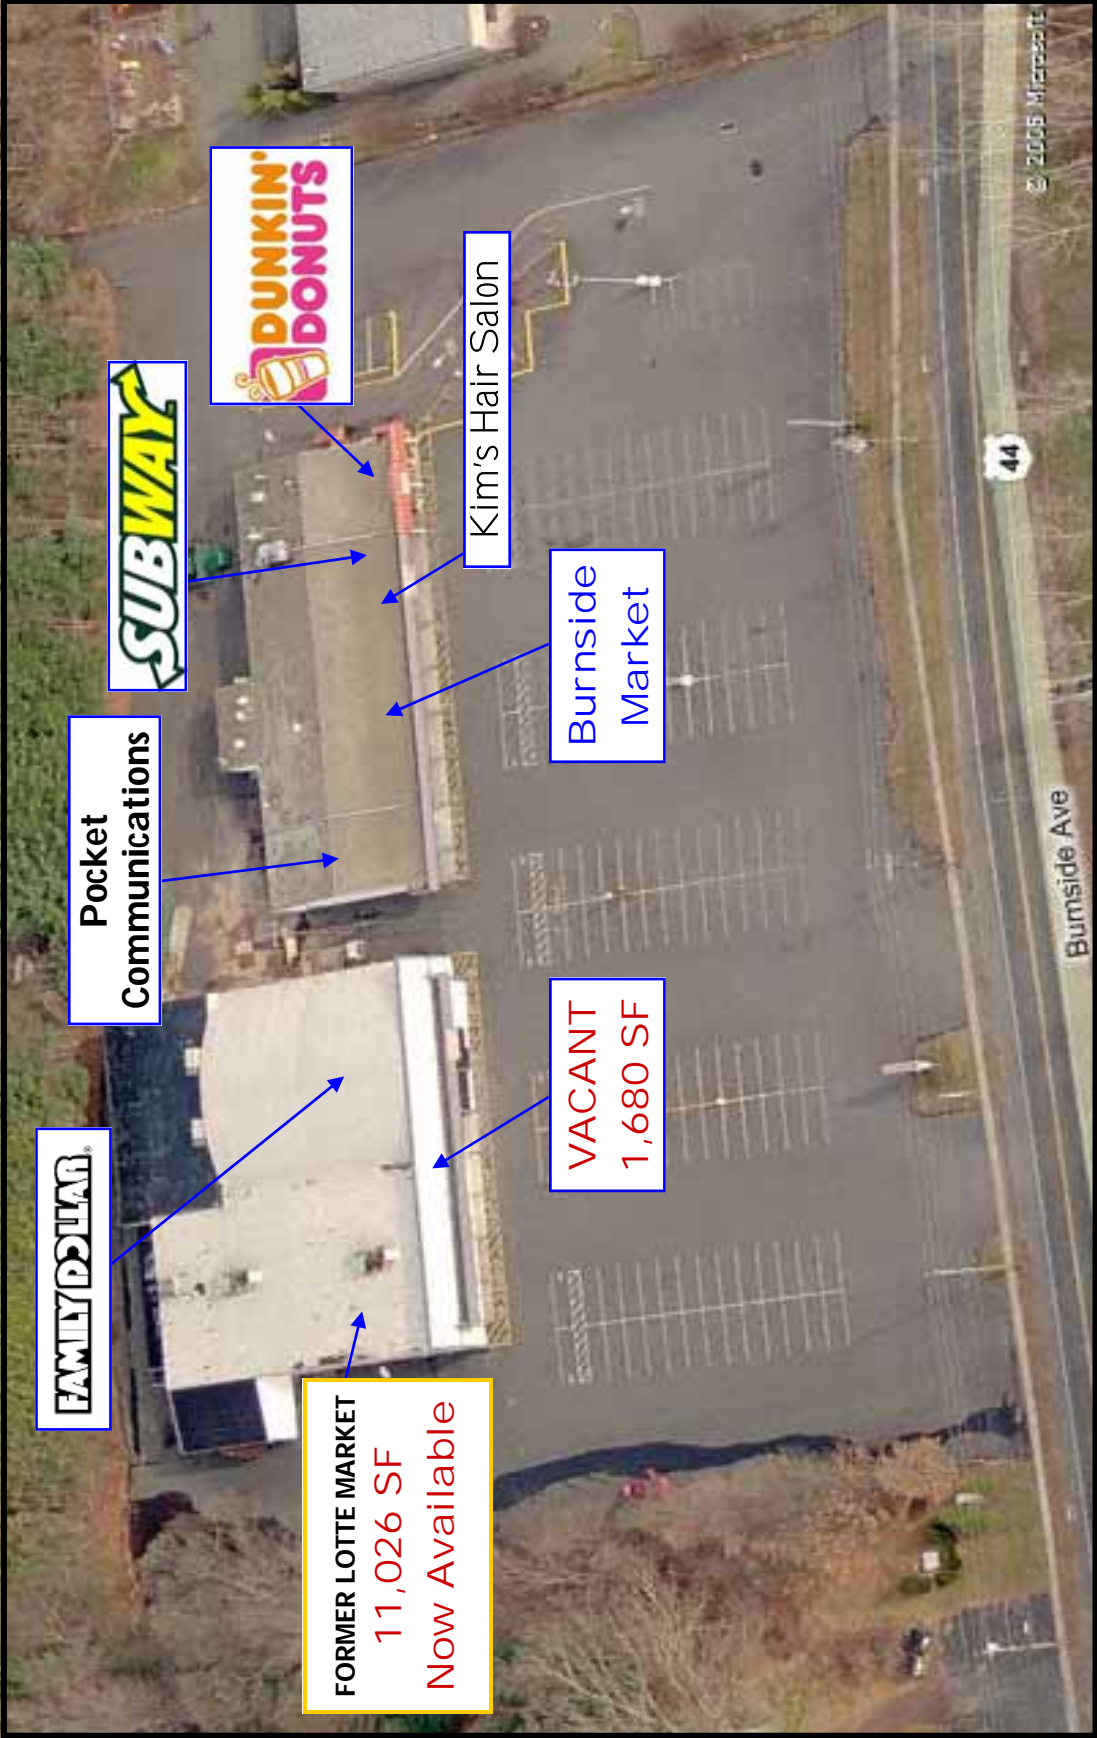 FAMILY DOLLAR®
Pocket
Communications
SUBWAY
DUNKIN'
DONUTS
FORMER LOTTE MARKET
11,026 SF
Now Available
Kim's Hair Salon
VACANT
1,680 SF
Burnside
Market
44
Burnside Ave
© 2006 Microsoft